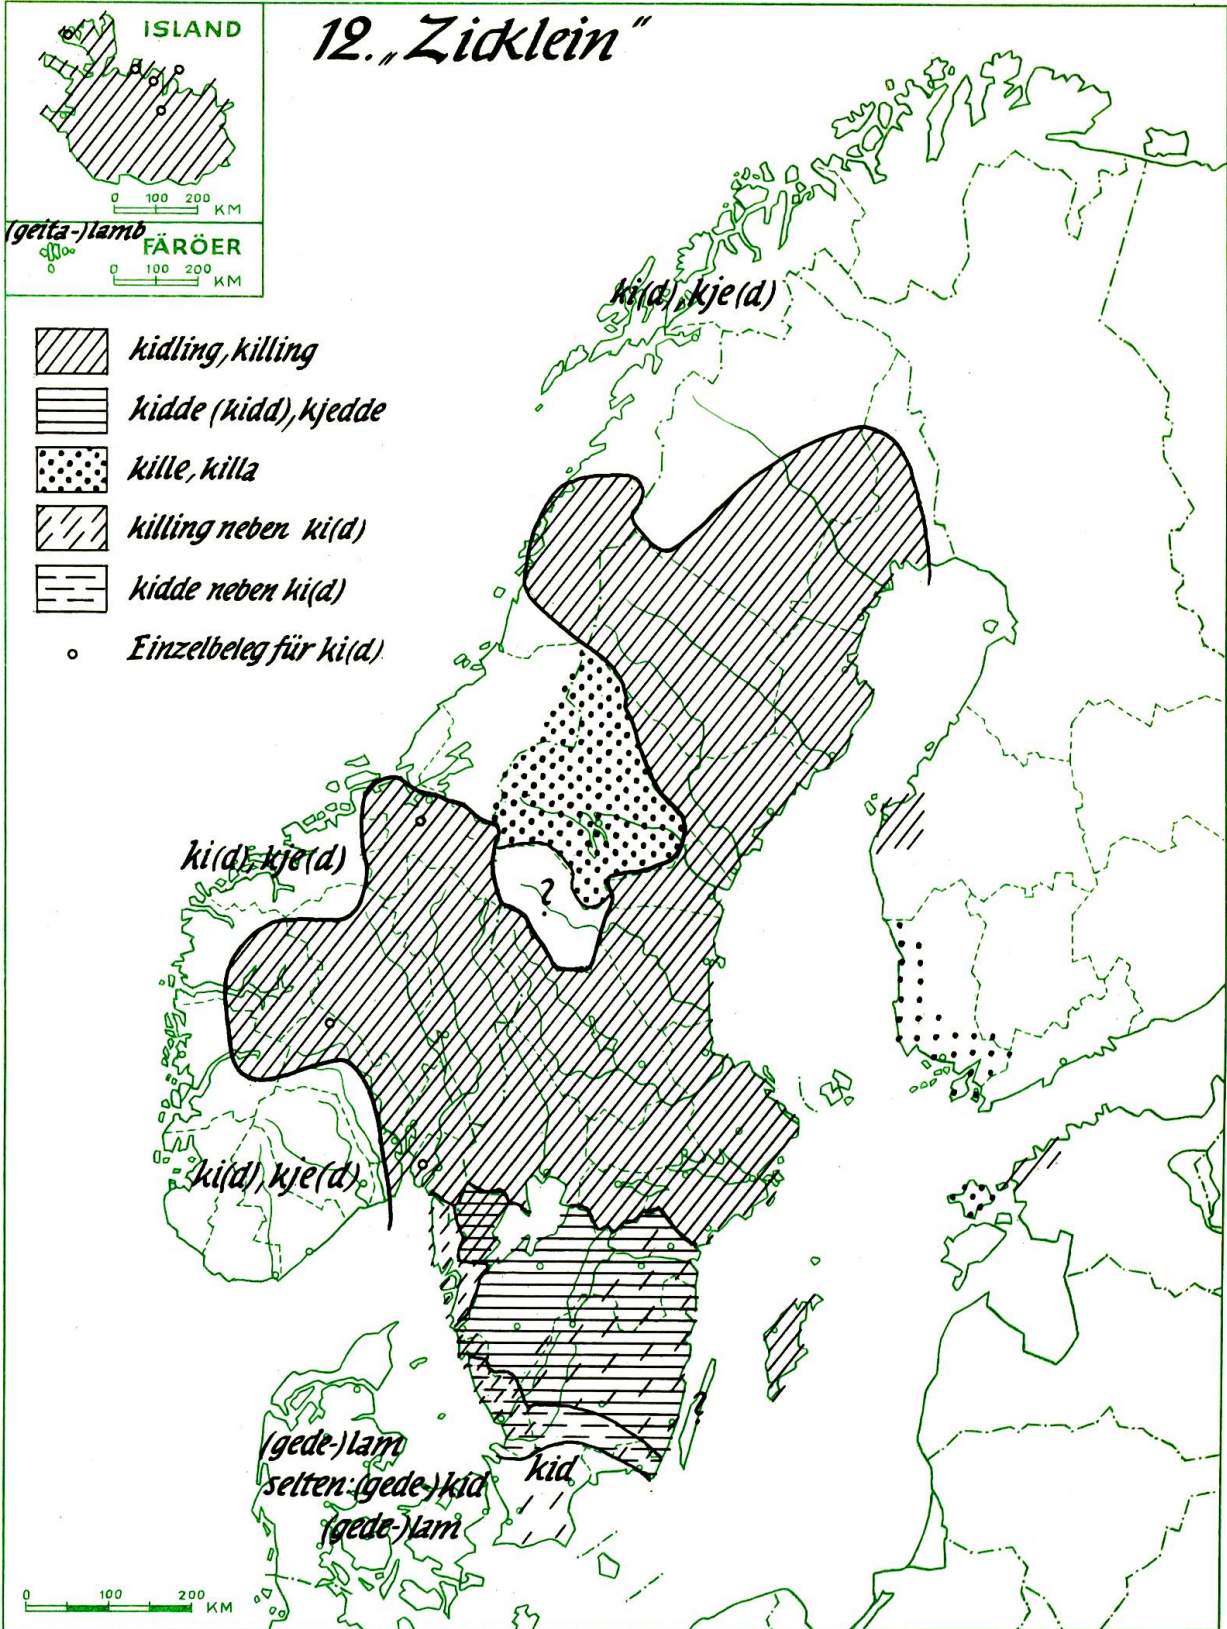 12. „Zicklein“
ISLAND
0 100 200 KM
(geita-)lamb
FÄRÖER
0 100 200 KM
kidling, killing
kidde (kidd), kjedde
kille, killa
killing neben ki(d)
kidde neben ki(d)
Einzelbeleg für ki(d)
ki(d), kje(d)
ki(d), kje(d)
?
ki(d), kje(d)
?
(gede-)lam
selten: (gede-)kid
(gede-)lam
kid
0 100 200 KM